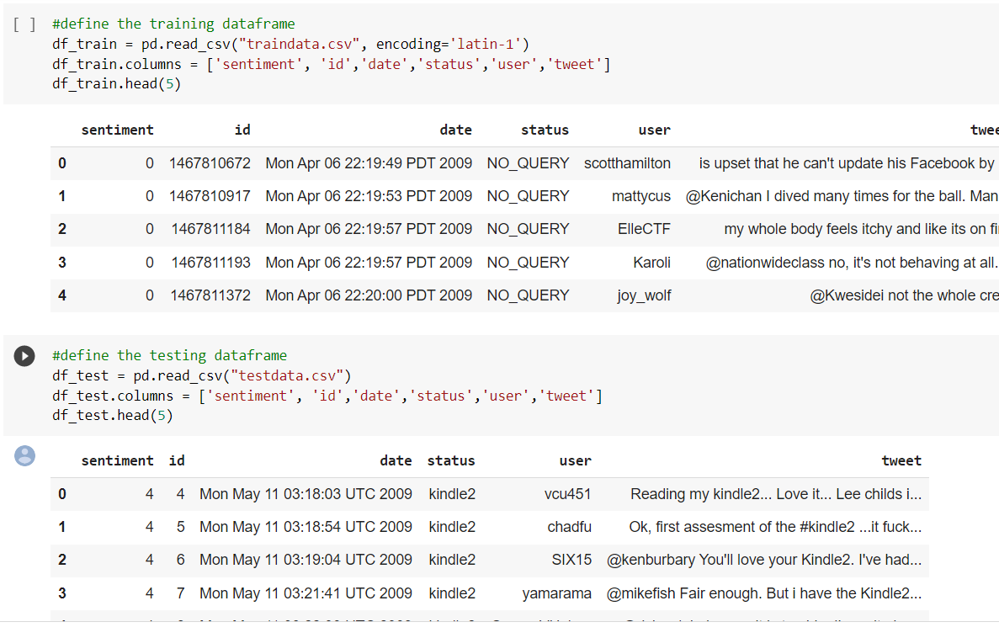 [ ] #define the training dataframe
df_train = pd.read_csv("traindata.csv", encoding='latin-1')
df_train.columns = ['sentiment', 'id','date','status','user','tweet']
df_train.head(5)
sentiment id date status user
0 0 1467810672 Mon Apr 06 22:19:49 PDT 2009 NO_QUERY scotthamilton is upset that he can't update his Facebook by
1 0 1467810917 Mon Apr 06 22:19:53 PDT 2009 NO_QUERY mattycus @Kenichan I dived many times for the ball. Man
2 0 1467811184 Mon Apr 06 22:19:57 PDT 2009 NO_QUERY ElleCTF my whole body feels itchy and like its on
3 0 1467811193 Mon Apr 06 22:19:57 PDT 2009 NO_QUERY Karoli @nationwideclass no, it's not behaving at all.
4 0 1467811372 Mon Apr 06 22:20:00 PDT 2009 NO_QUERY joy_wolf @Kwesidei not the whole cre
#define the testing dataframe
df_test = pd.read_csv("testdata.csv")
df_test.columns = ['sentiment', 'id','date','status','user','tweet']
df_test.head(5)
sentiment id date status user tweet
0 4 4 Mon May 11 03:18:03 UTC 2009 kindle2 vcu451 Reading my kindle2... Love it... Lee childs i...
1 4 5 Mon May 11 03:18:54 UTC 2009 kindle2 chadfu Ok, first assesment of the #kindle2 ...it fuck...
2 4 6 Mon May 11 03:19:04 UTC 2009 kindle2 SIX15 @kenburbary You'll love your Kindle2. I've had...
3 4 7 Mon May 11 03:21:41 UTC 2009 kindle2 yamarama @mikefish Fair enough. But i have the Kindle2...